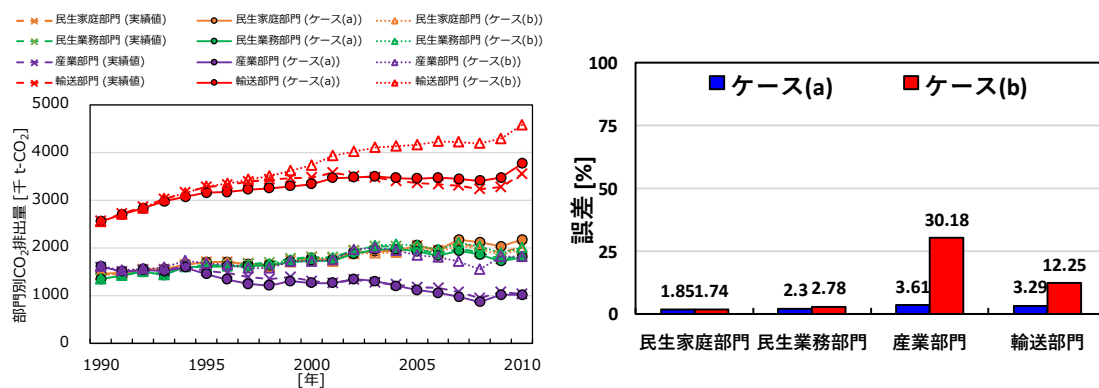 民生家庭部門 (実績値) 民生家庭部門 (ケース(a)) 民生家庭部門 (ケース(b))
民生業務部門 (実績値) 民生業務部門 (ケース(a)) 民生業務部門 (ケース(b))
産業部門 (実績値) 産業部門 (ケース(a)) 産業部門 (ケース(b))
輸送部門 (実績値) 輸送部門 (ケース(a)) 輸送部門 (ケース(b))
部門別CO₂排出量 [千 t-CO₂]
5000
4000
3000
2000
1000
0
1990 1995 2000 2005 2010
[年]
誤差 [%]
100
75
50
25
0
ケース(a) ケース(b)
1.85 1.74 2.3 2.78 3.61 30.18 3.29 12.25
民生家庭部門 民生業務部門 産業部門 輸送部門